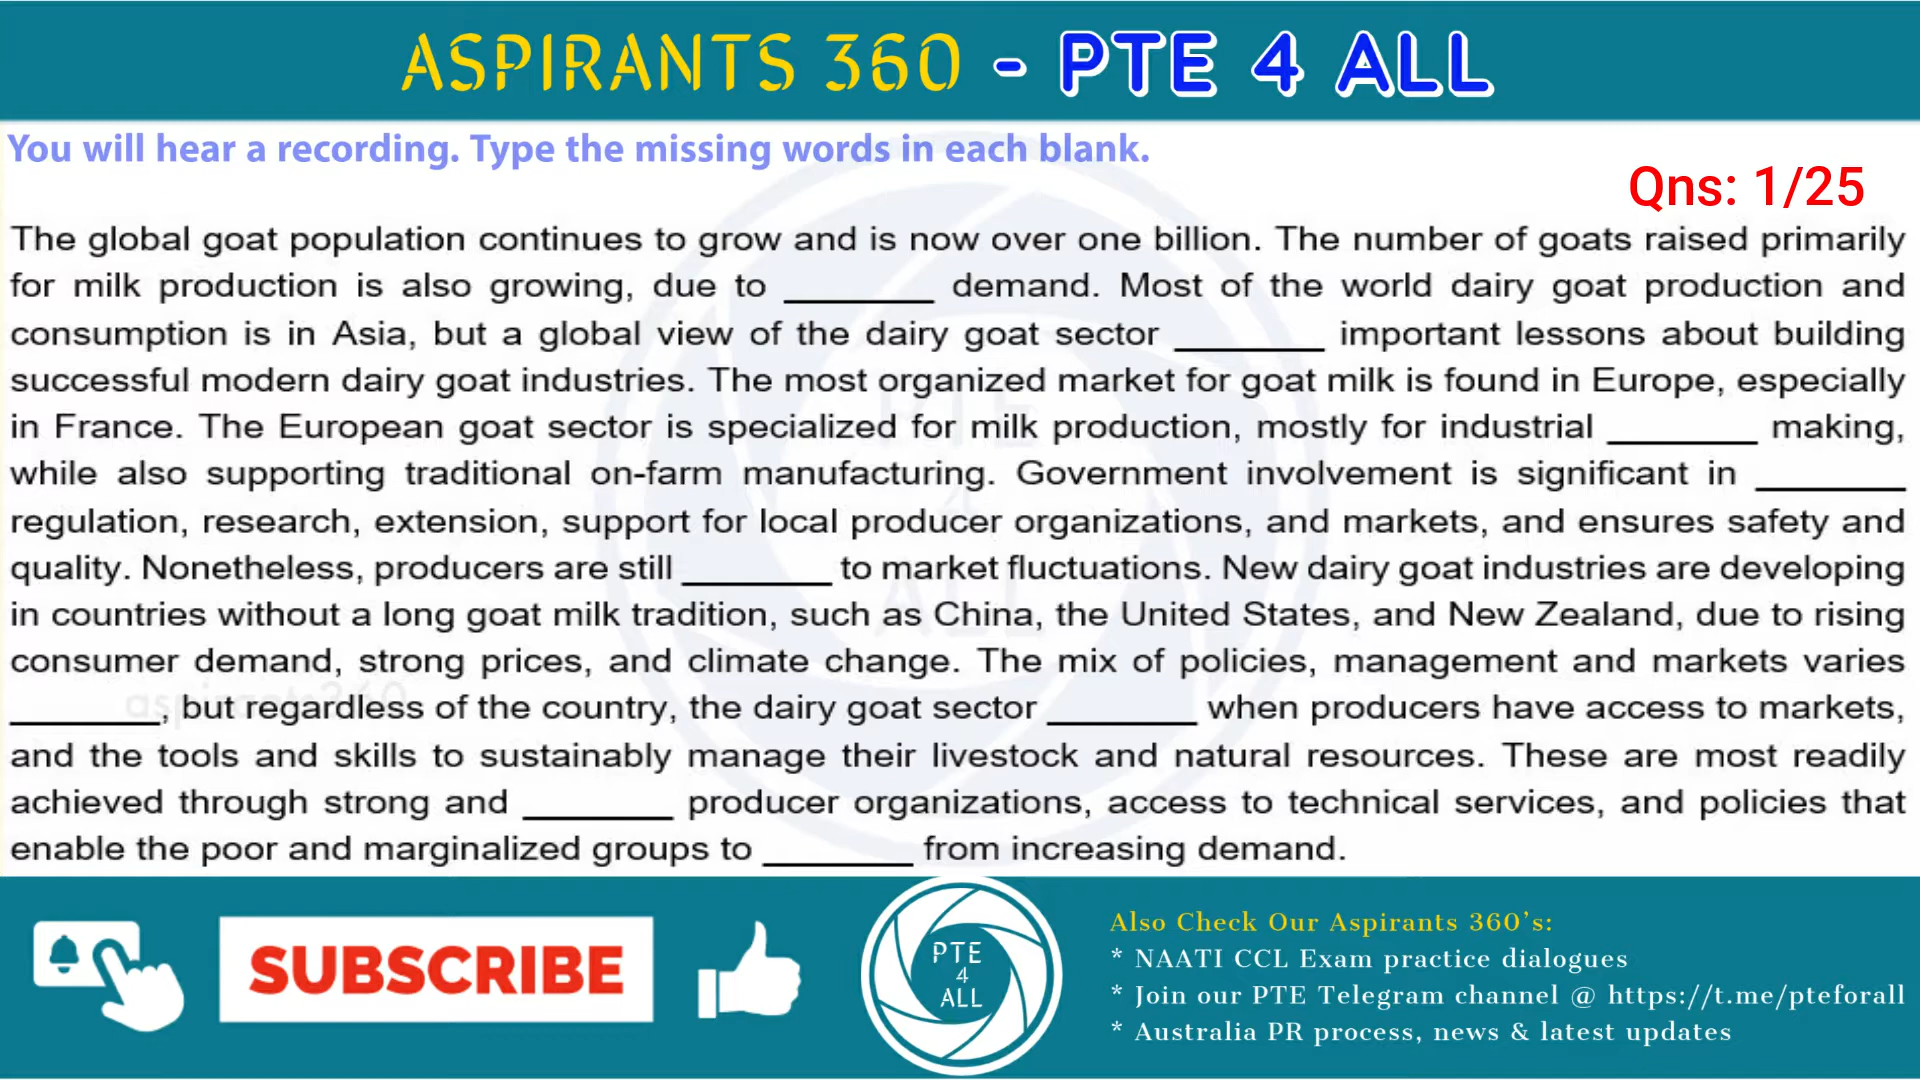 ASPIRANTS 360 - PTE 4 ALL
You will hear a recording. Type the missing words in each blank.
Qns: 1/25
The global goat population continues to grow and is now over one billion. The number of goats raised primarily
for milk production is also growing, due to ________ demand. Most of the world dairy goat production and
consumption is in Asia, but a global view of the dairy goat sector ________ important lessons about building
successful modern dairy goat industries. The most organized market for goat milk is found in Europe, especially
in France. The European goat sector is specialized for milk production, mostly for industrial ________ making,
while also supporting traditional on-farm manufacturing. Government involvement is significant in ________
regulation, research, extension, support for local producer organizations, and markets, and ensures safety and
quality. Nonetheless, producers are still ________ to market fluctuations. New dairy goat industries are developing
in countries without a long goat milk tradition, such as China, the United States, and New Zealand, due to rising
consumer demand, strong prices, and climate change. The mix of policies, management and markets varies
________, but regardless of the country, the dairy goat sector ________ when producers have access to markets,
and the tools and skills to sustainably manage their livestock and natural resources. These are most readily
achieved through strong and ________ producer organizations, access to technical services, and policies that
enable the poor and marginalized groups to ________ from increasing demand.
aspirants360
PTE
4
ALL
SUBSCRIBE
PTE
4
ALL
Also Check Our Aspirants 360's:
* NAATI CCL Exam practice dialogues
* Join our PTE Telegram channel @ https://t.me/pteforall
* Australia PR process, news & latest updates